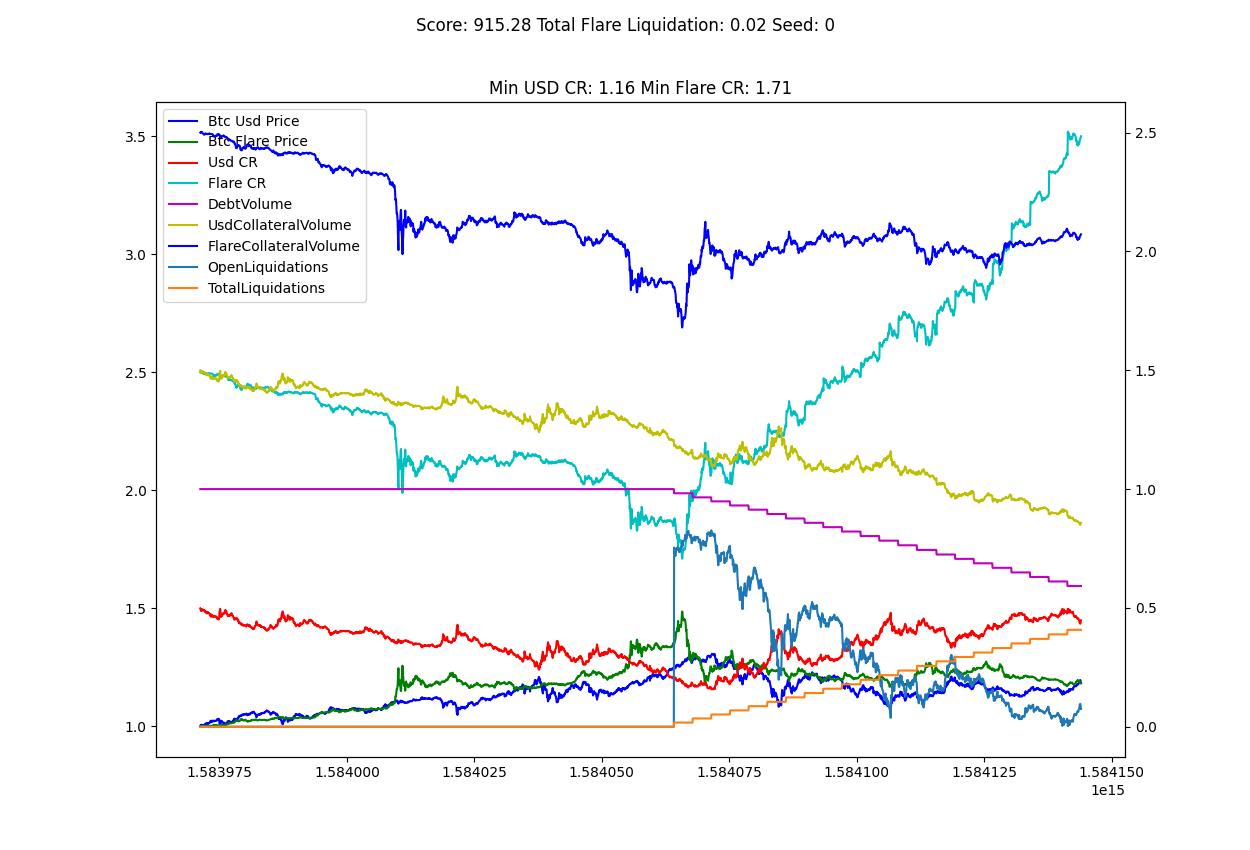 Score: 915.28 Total Flare Liquidation: 0.02 Seed: 0
Min USD CR: 1.16 Min Flare CR: 1.71
Btc Usd Price
Btc Flare Price
Usd CR
Flare CR
DebtVolume
UsdCollateralVolume
FlareCollateralVolume
OpenLiquidations
TotalLiquidations
3.5
3.0
2.5
2.0
1.5
1.0
2.5
2.0
1.5
1.0
0.5
0.0
1.583975 1.584000 1.584025 1.584050 1.584075 1.584100 1.584125 1.584150
1e15